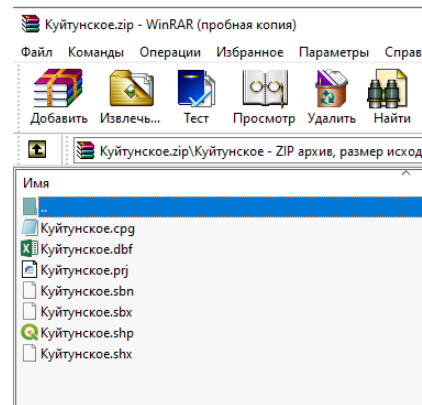 Куйтунское.zip - WinRAR (пробная копия)
Файл Команды Операции Избранное Параметры Справ
Добавить Извлечь... Тест Просмотр Удалить Найти
Куйтунское.zip\Куйтунское - ZIP архив, размер исход
Имя
..
Куйтунское.cpg
Куйтунское.dbf
Куйтунское.prj
Куйтунское.sbn
Куйтунское.sbx
Куйтунское.shp
Куйтунское.shx